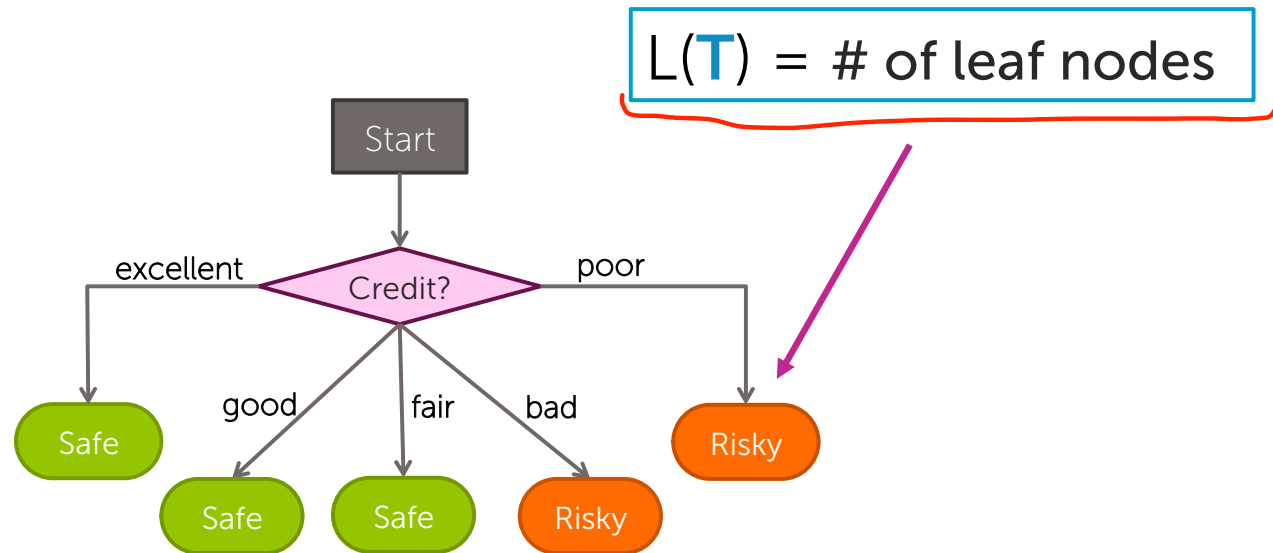 L(T) = # of leaf nodes
Start
excellent
poor
Credit?
good
fair
bad
Safe
Risky
Safe
Safe
Risky